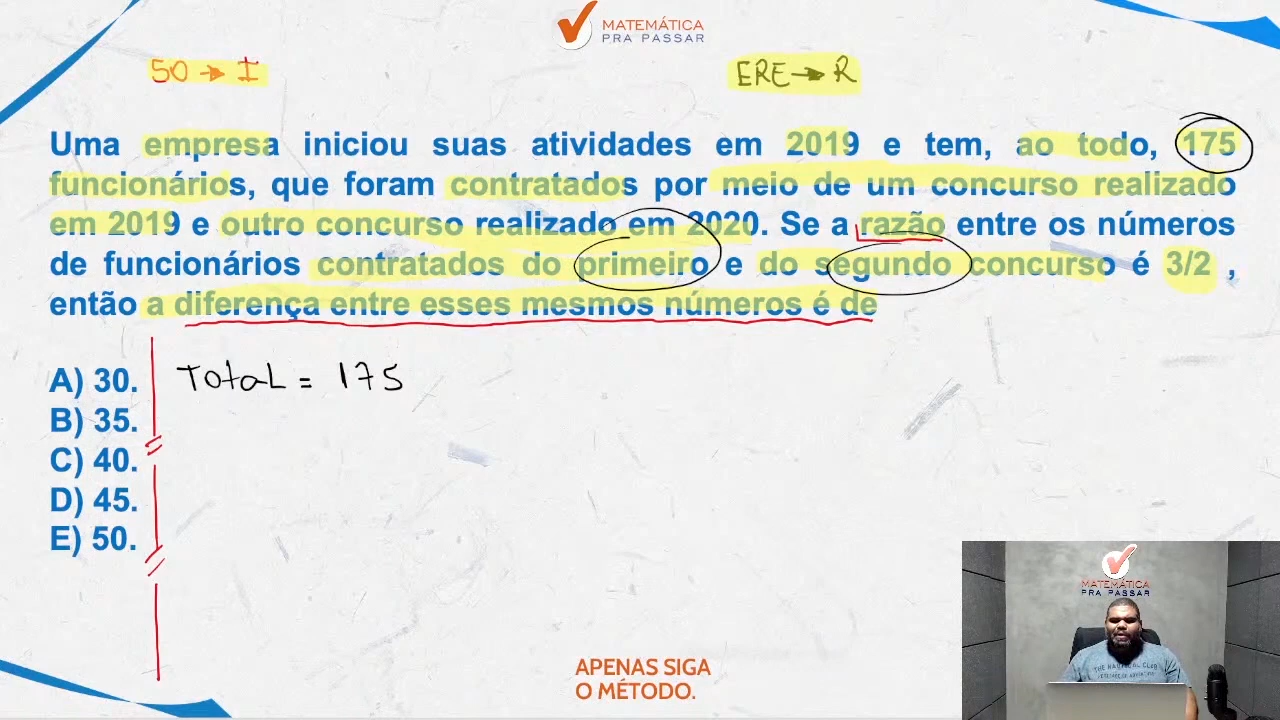 MATEMÁTICA
PRA PASSAR
50 → I
ERE → R
Uma empresa iniciou suas atividades em 2019 e tem, ao todo, 175
funcionários, que foram contratados por meio de um concurso realizado
em 2019 e outro concurso realizado em 2020. Se a razão entre os números
de funcionários contratados do primeiro e do segundo concurso é 3/2 ,
então a diferença entre esses mesmos números é de
A) 30.
Total = 175
B) 35.
C) 40.
D) 45.
E) 50.
MATEMÁTICA
PRA PASSAR
THE NAUTICAL CLUB
APENAS SIGA
O MÉTODO.